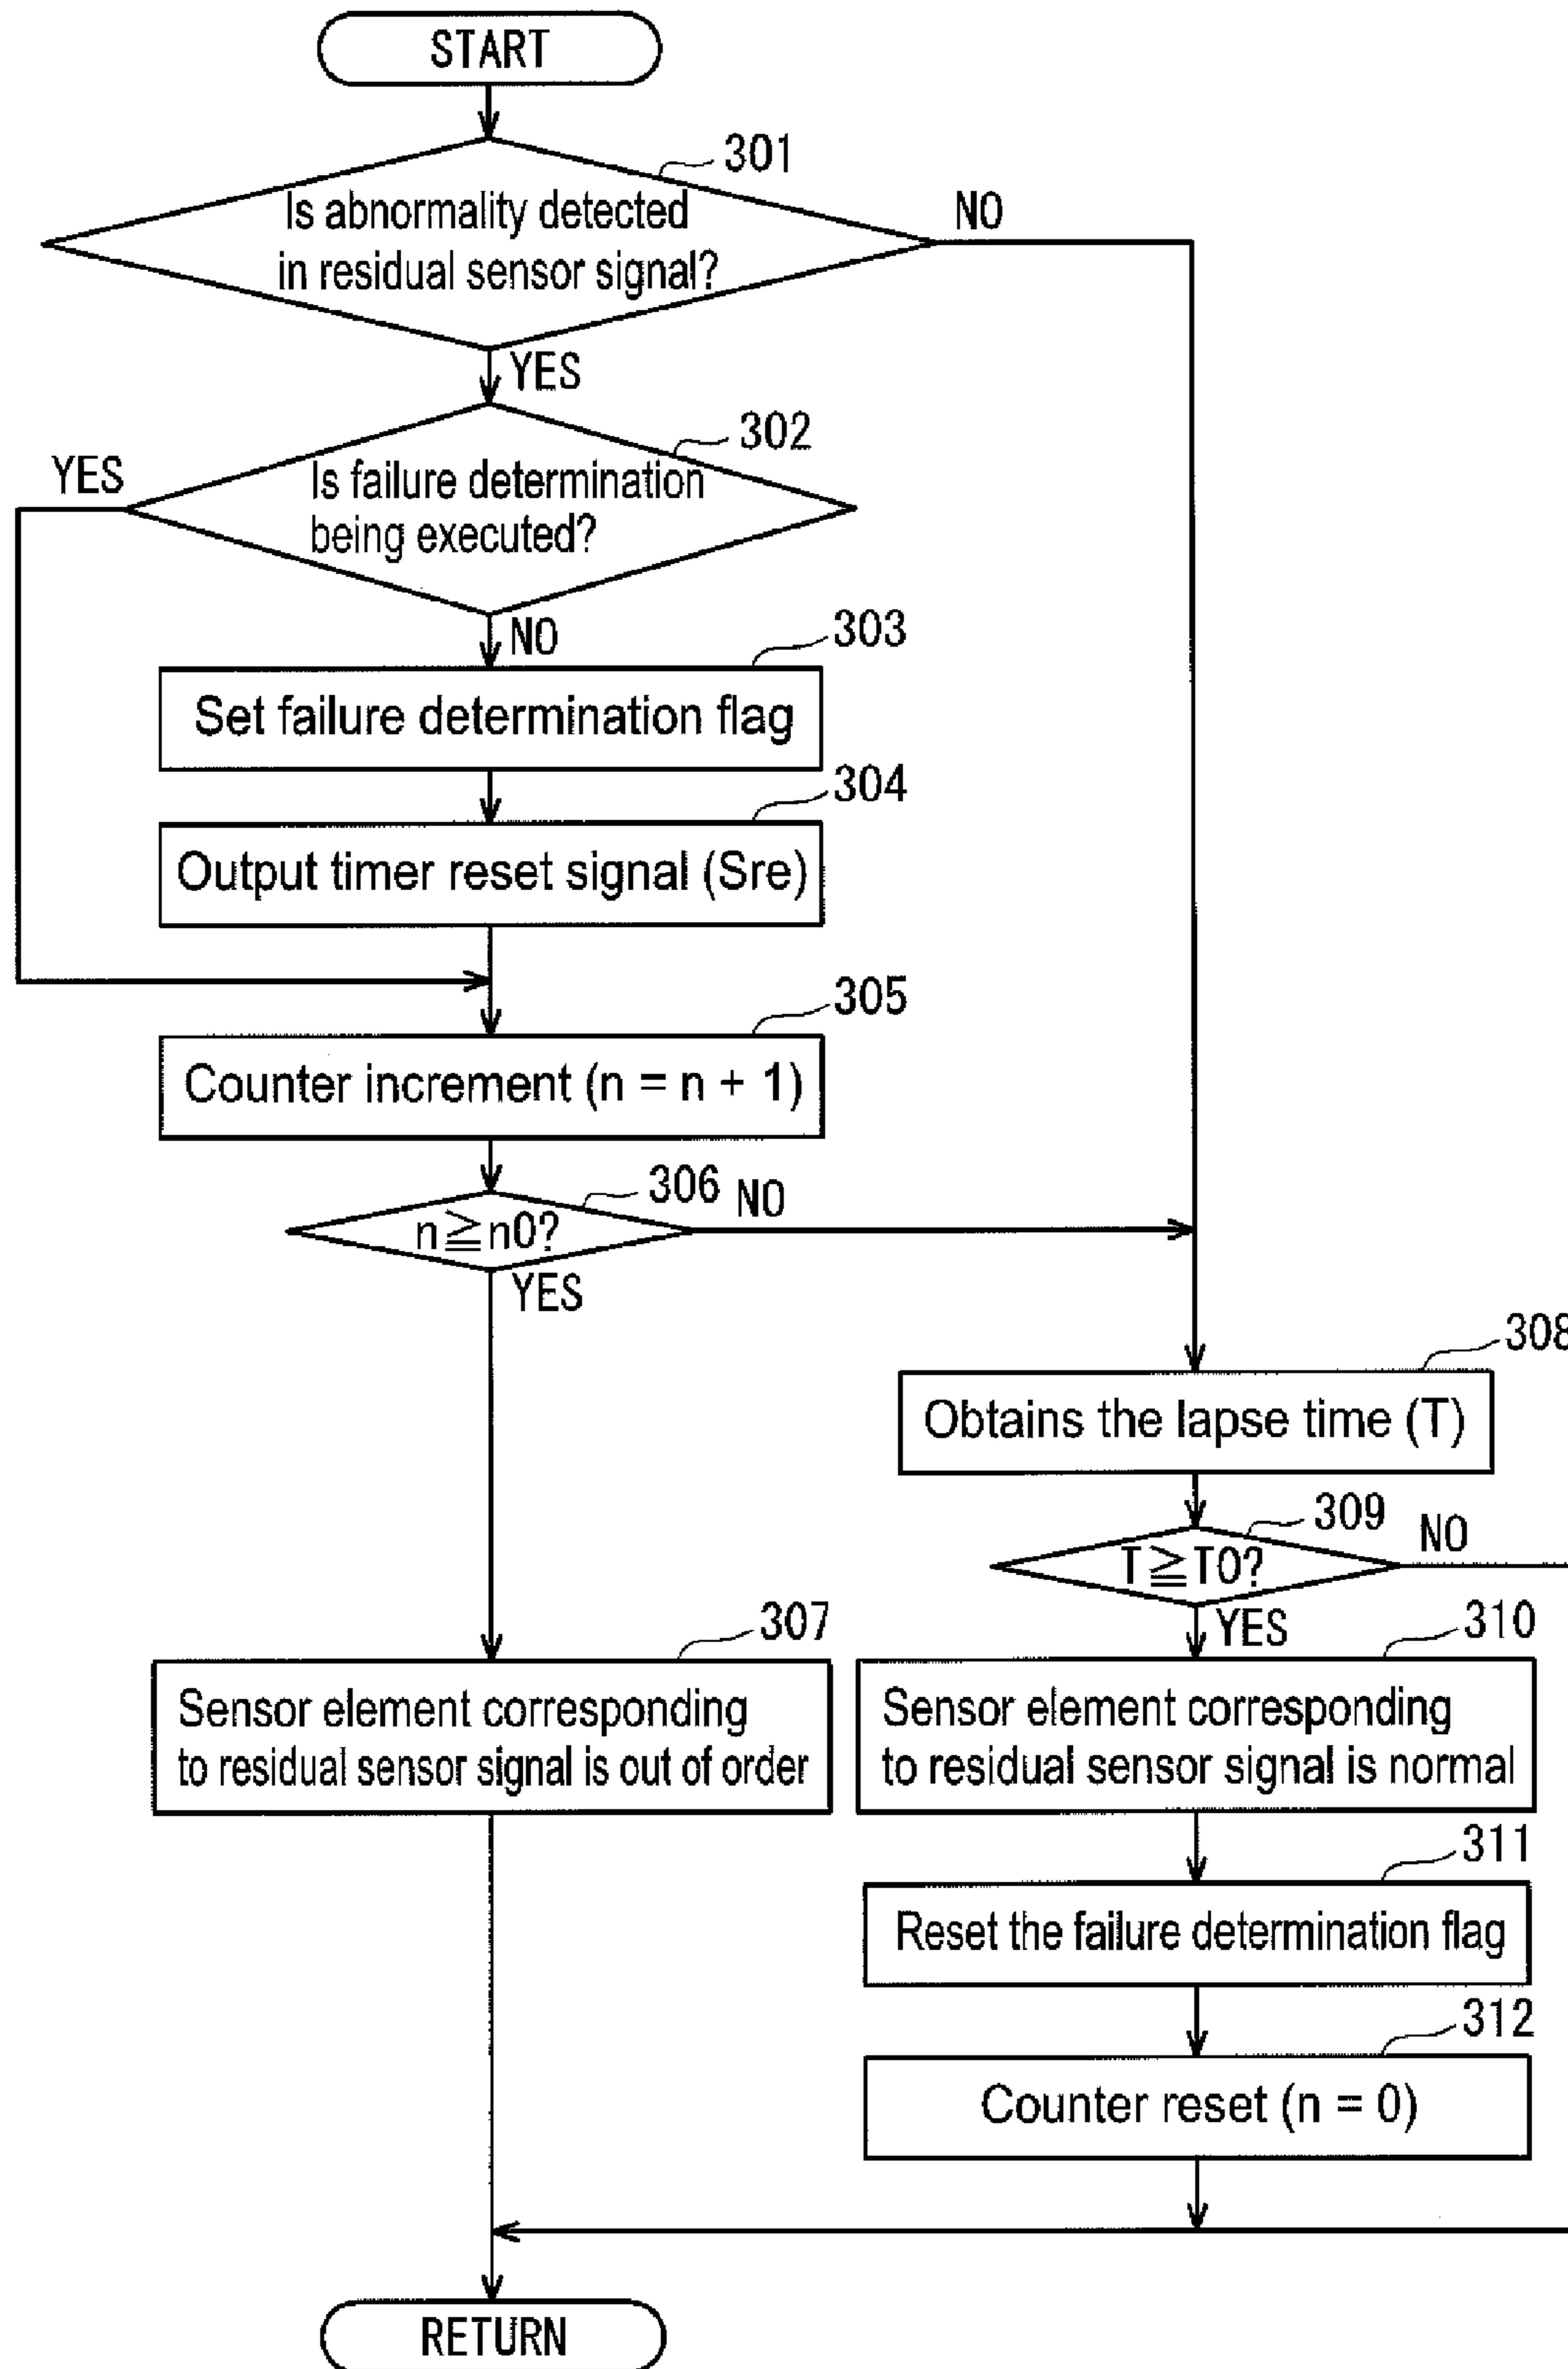 START
301
Is abnormality detected
in residual sensor signal?
NO
YES
302
YES
Is failure determination
being executed?
NO
303
Set failure determination flag
304
Output timer reset signal (Sre)
305
Counter increment (n = n + 1)
306
NO
n≧n0?
YES
308
Obtains the lapse time (T)
309
NO
T≧T0?
YES
307
Sensor element corresponding
to residual sensor signal is out of order
310
Sensor element corresponding
to residual sensor signal is normal
311
Reset the failure determination flag
312
Counter reset (n = 0)
RETURN